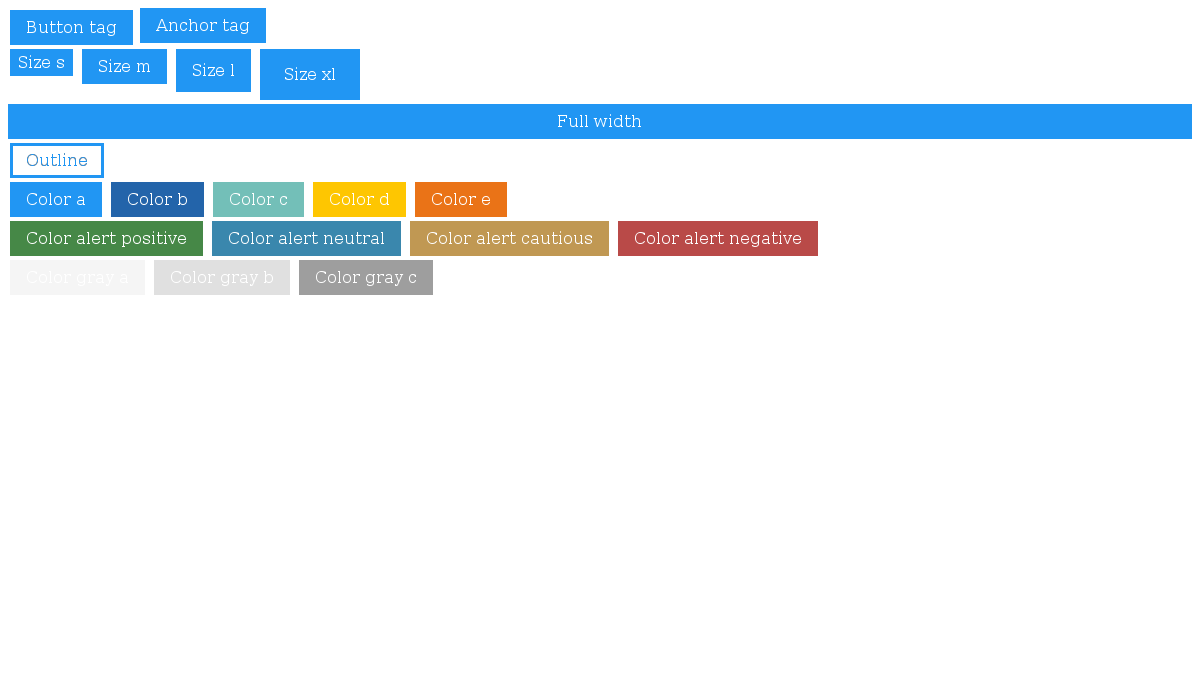 Button tag Anchor tag
Size s Size m Size l Size xl
Full width
Outline
Color a Color b Color c Color d Color e
Color alert positive Color alert neutral Color alert cautious Color alert negative
Color gray a Color gray b Color gray c